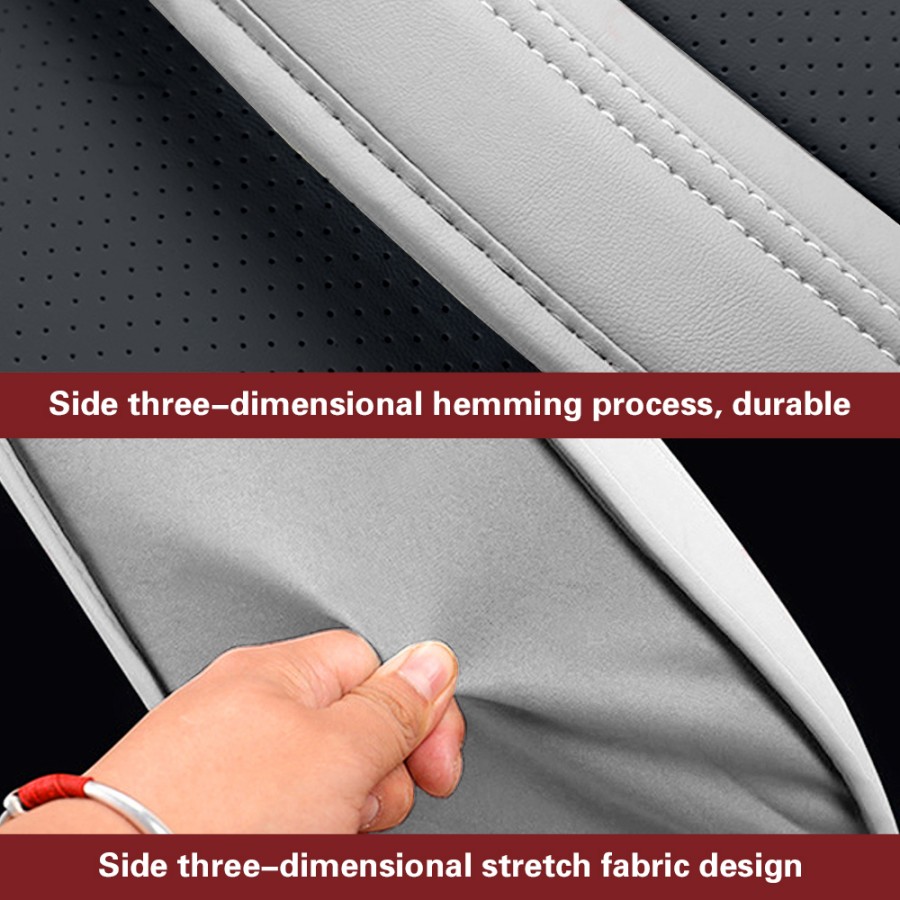 Side three-dimensional hemming process, durable
Side three-dimensional stretch fabric design